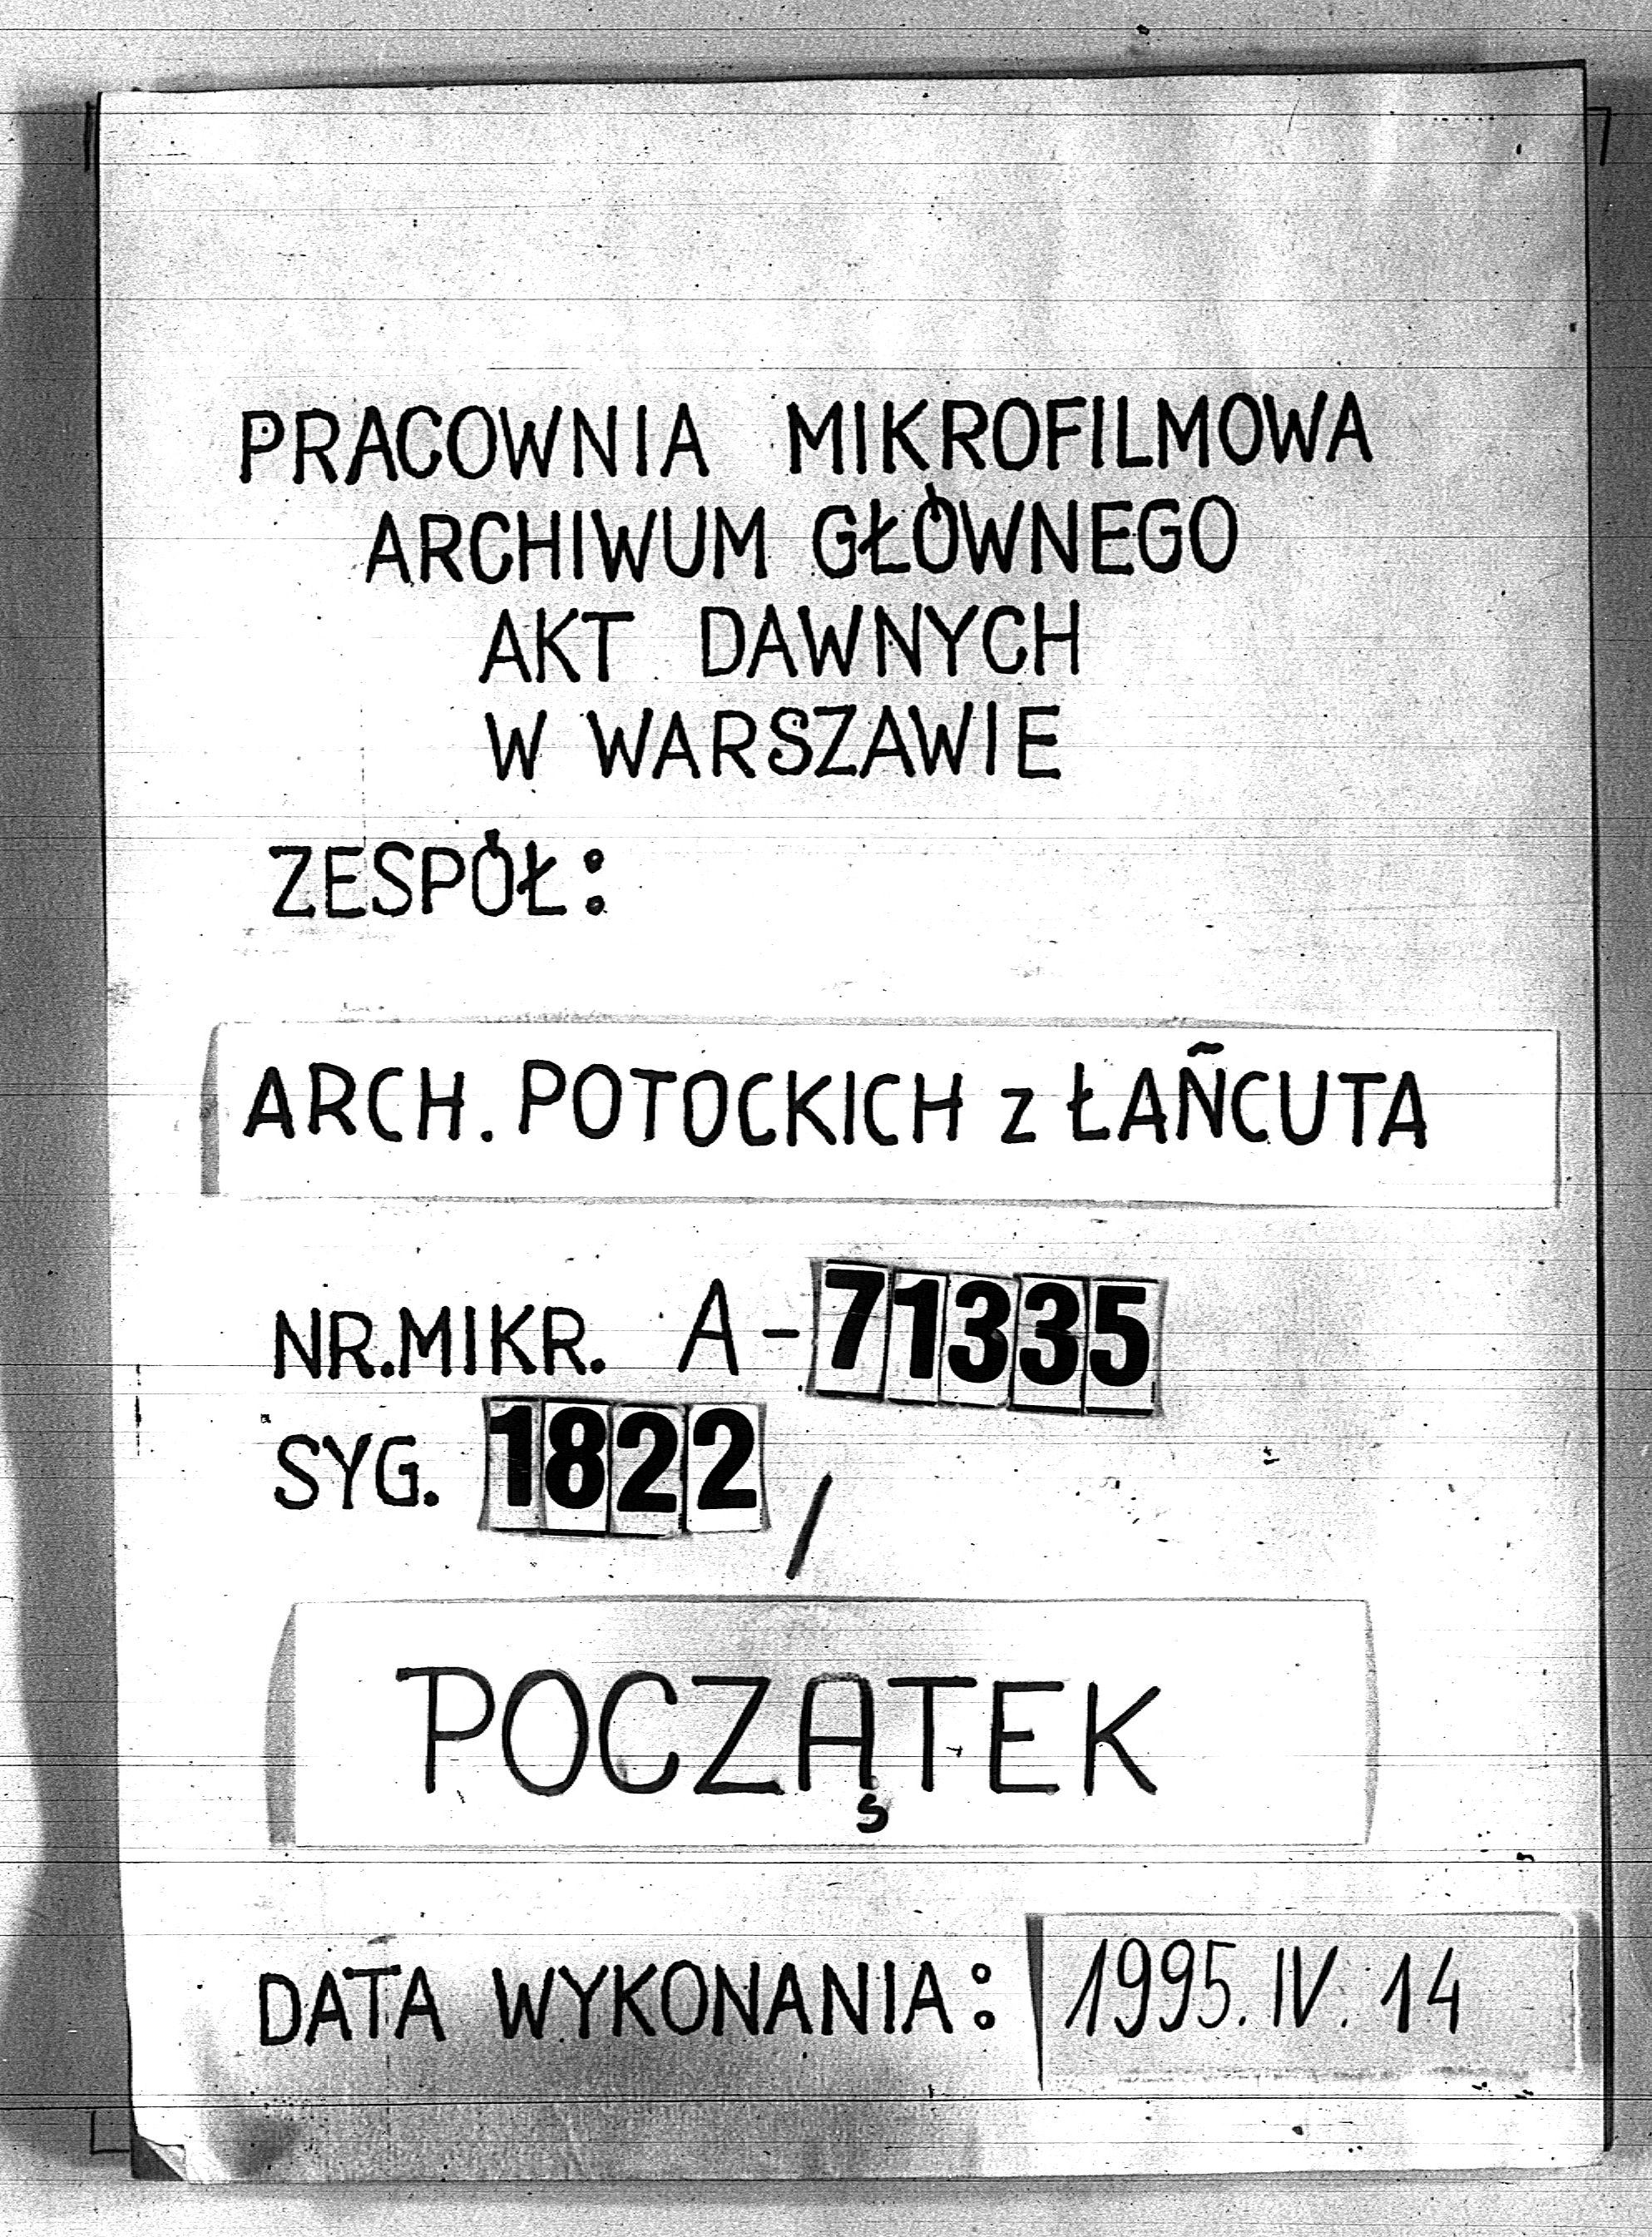 PRACOWNIA MIKROFILMOWA
ARCHIWUM GŁÓWNEGO
AKT DAWNYCH
W WARSZAWIE
ZESPÓŁ:
ARCH. POTOCKICH z ŁAŃCUTA
NR.MIKR. A-71335
SYG. 1822/
POCZĄTEK
DATA WYKONANIA: 1995.IV.14